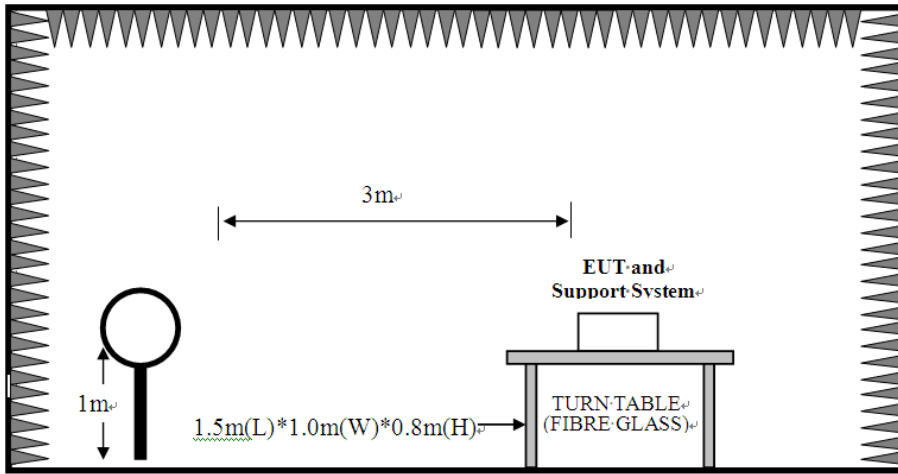 3m
EUT and
Support System
1m
1.5m(L)*1.0m(W)*0.8m(H)
TURN TABLE
(FIBRE GLASS)